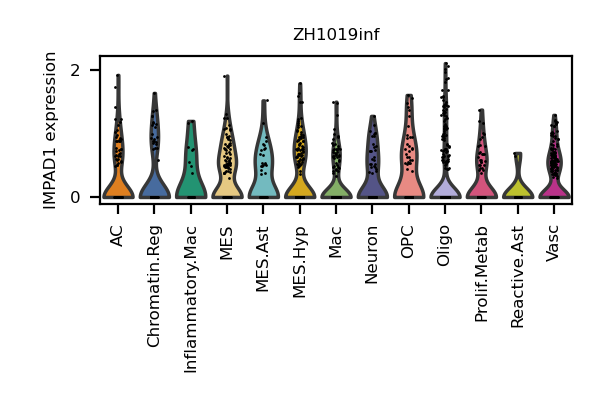 ZH1019inf
IMPAD1 expression
2
0
AC
Chromatin.Reg
Inflammatory.Mac
MES
MES.Ast
MES.Hyp
Mac
Neuron
OPC
Oligo
Prolif.Metab
Reactive.Ast
Vasc